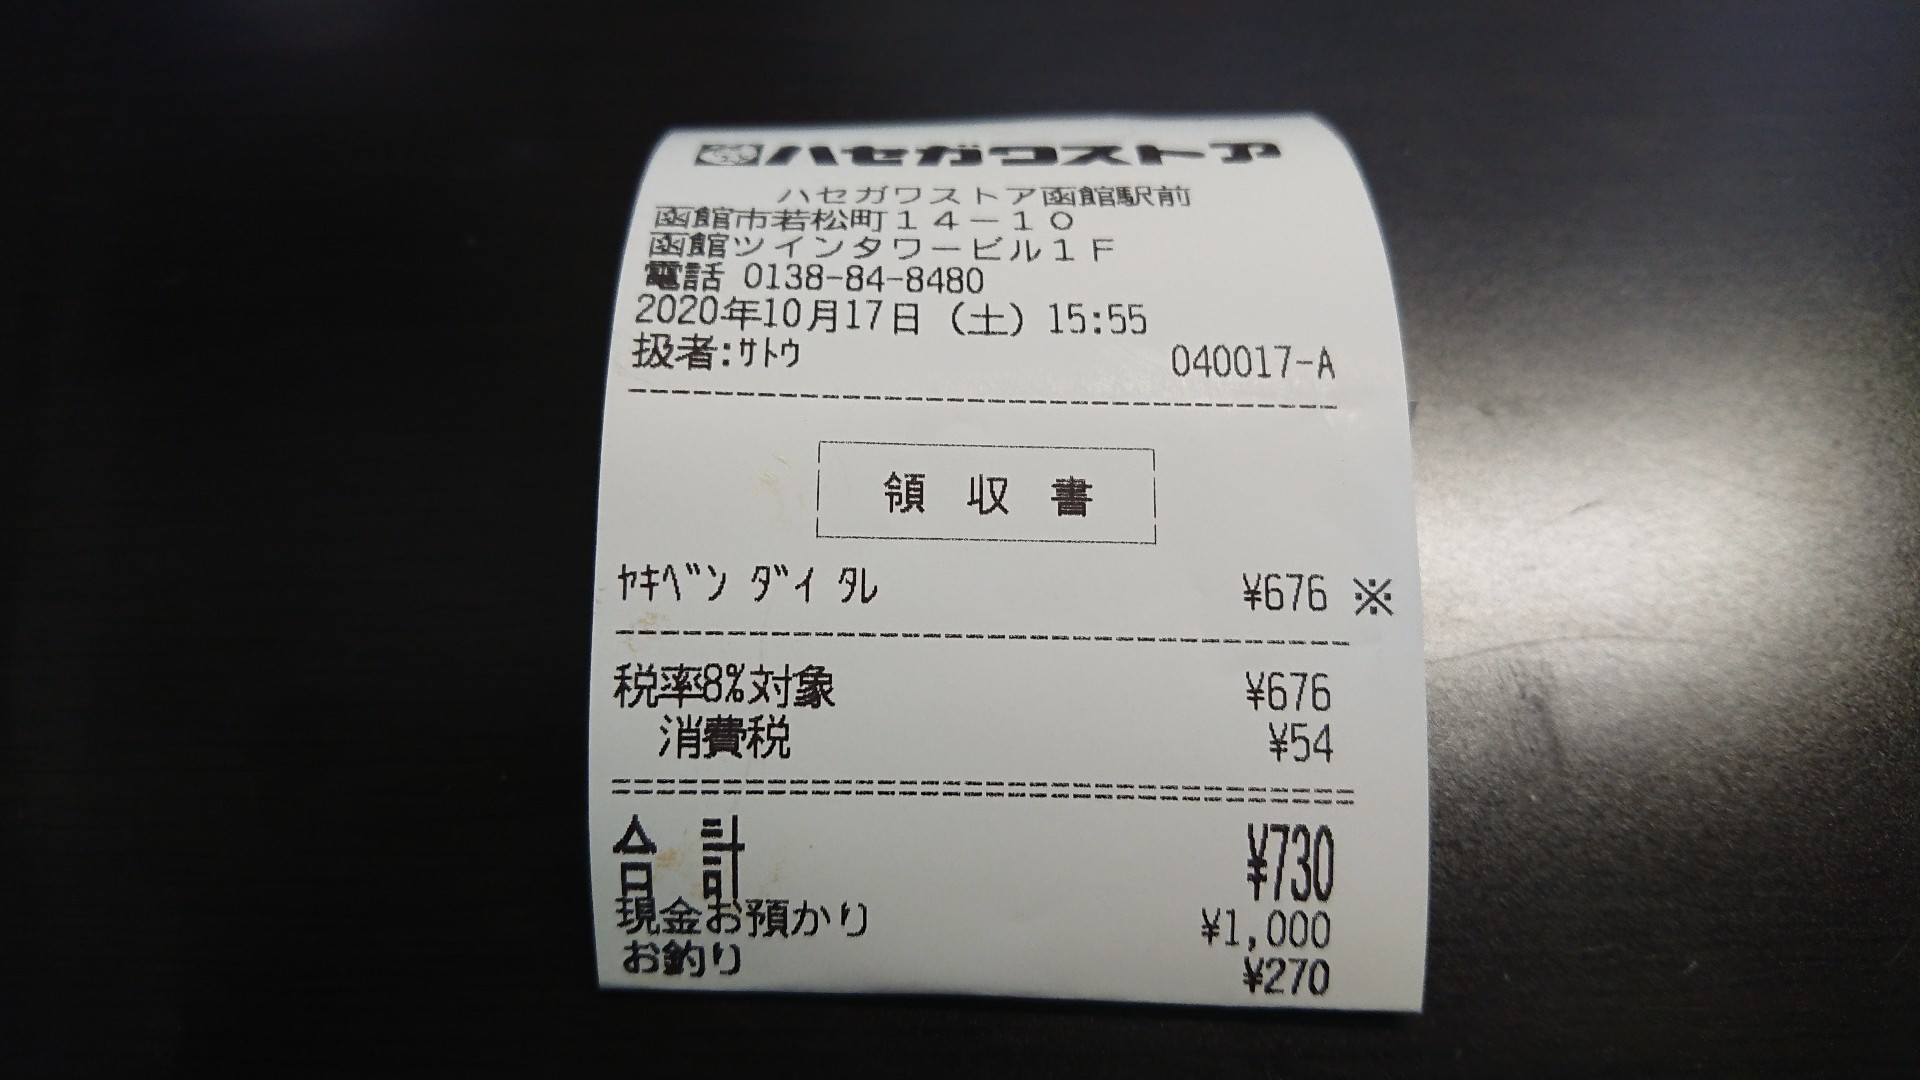 ハセガワストア
ハセガワストア函館駅前
函館市若松町14-10
函館ツインタワービル1F
電話 0138-84-8480
2020年10月17日 (土) 15:55
扱者:ｻﾄｳ 040017-A
領 収 書
ﾔｷﾍﾞﾝ ﾀﾞｲ ﾀﾚ ¥676 ※
税率8%対象 ¥676
消費税 ¥54
合 計 ¥730
現金お預かり ¥1,000
お釣り ¥270